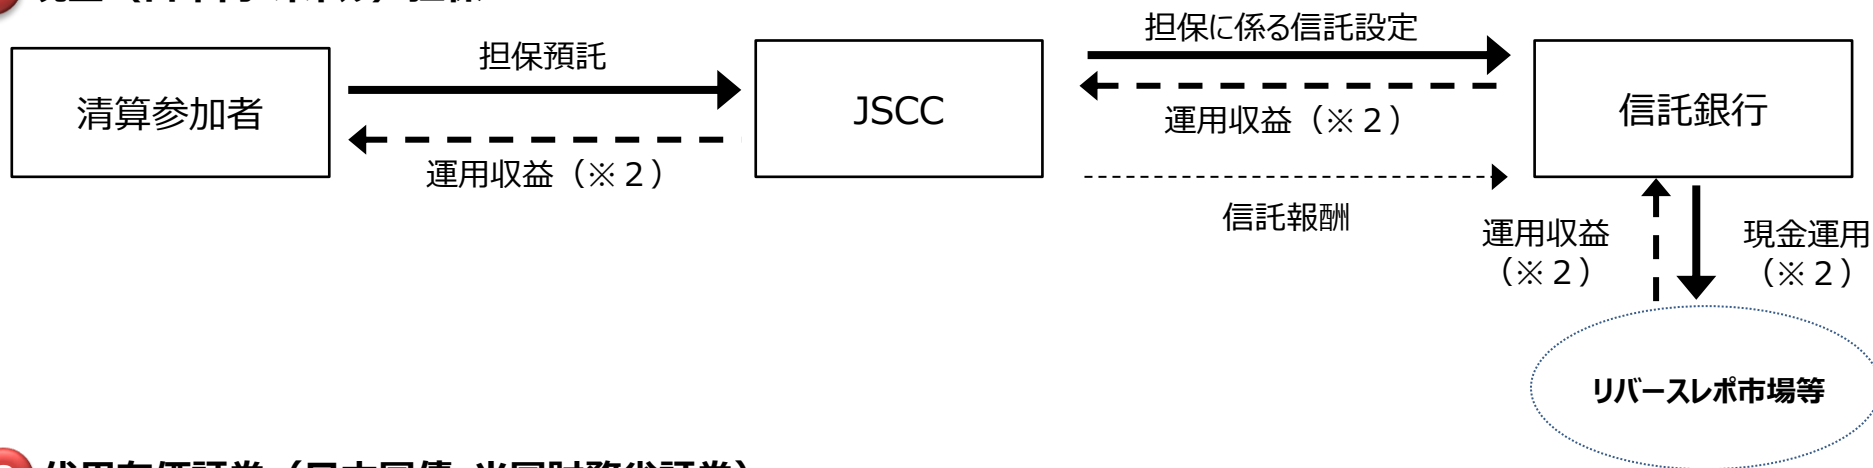 担保に係る信託設定
担保預託
清算参加者
JSCC
信託銀行
運用収益（※２）
運用収益（※２）
信託報酬
運用収益
（※２）
現金運用
（※２）
リバースレポ市場等